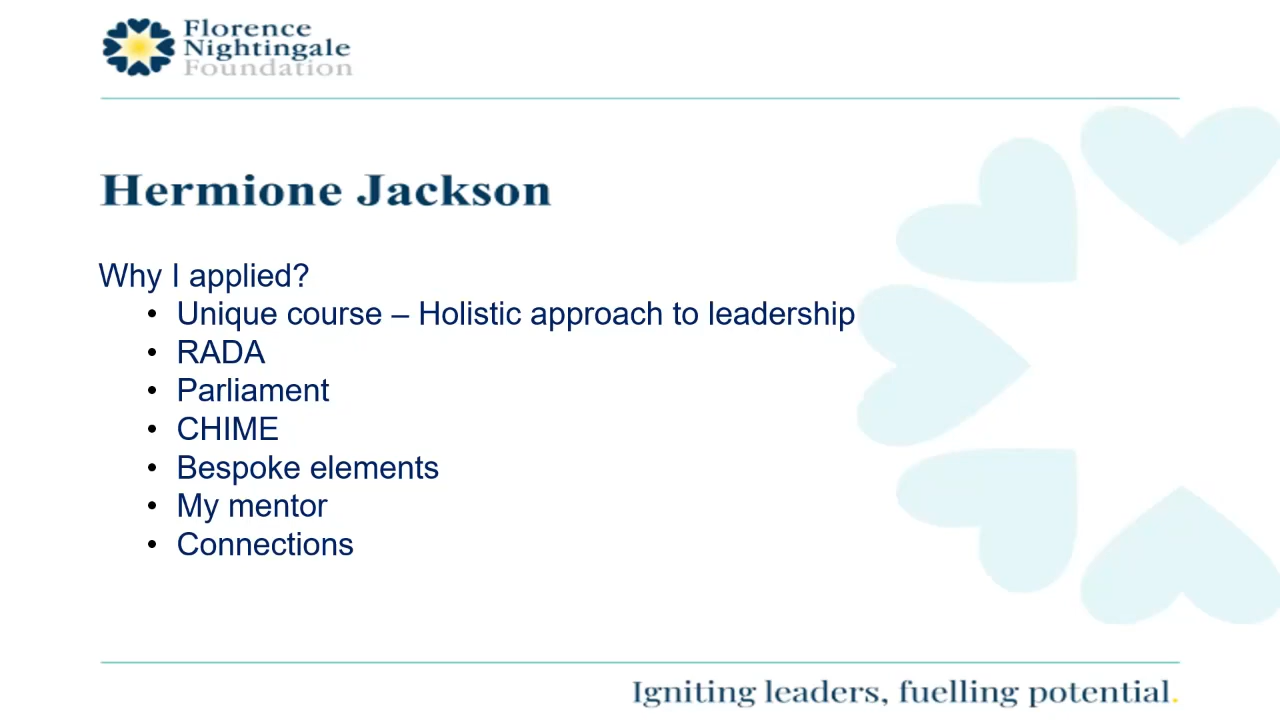 Florence
Nightingale
Foundation
Hermione Jackson
Why I applied?
• Unique course – Holistic approach to leadership
• RADA
• Parliament
• CHIME
• Bespoke elements
• My mentor
• Connections
Igniting leaders, fuelling potential.